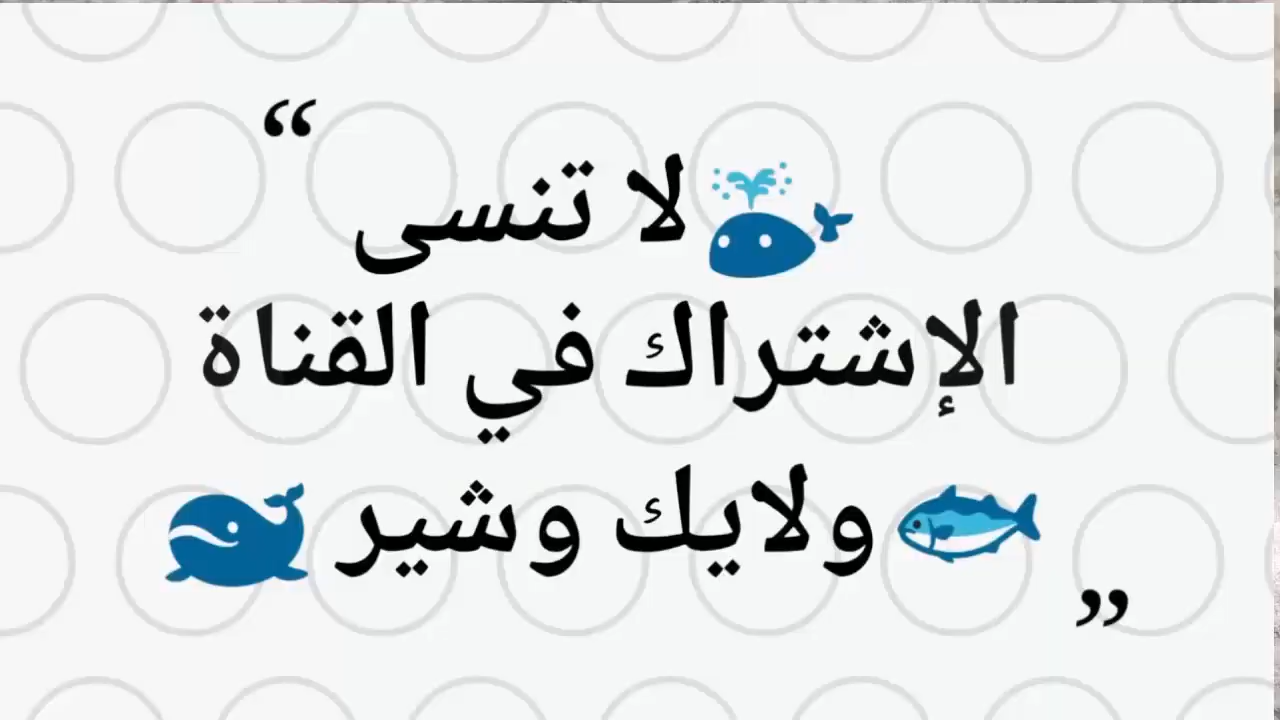 “
🐳لا تنسى
الإشتراك في القناة
🐟ولايك وشير🐋
”